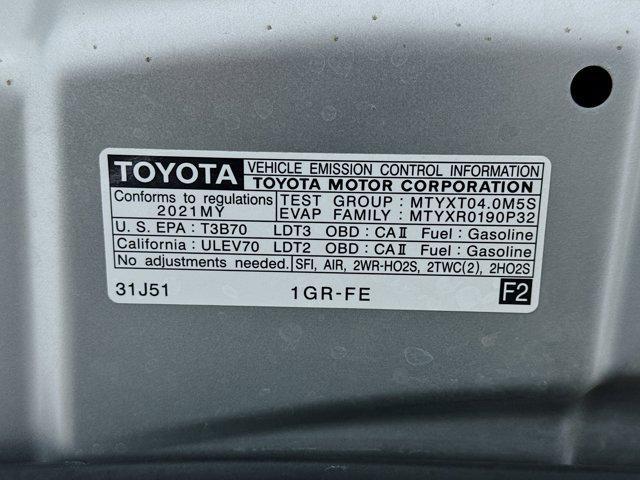 TOYOTA VEHICLE EMISSION CONTROL INFORMATION
TOYOTA MOTOR CORPORATION
Conforms to regulations TEST GROUP : MTYXT04.0M5S
2021MY EVAP FAMILY : MTYXR0190P32
U. S. EPA : T3B70 LDT3 OBD : CAⅡ Fuel : Gasoline
California : ULEV70 LDT2 OBD : CAⅡ Fuel : Gasoline
No adjustments needed. SFI, AIR, 2WR-HO2S, 2TWC(2), 2HO2S
31J51 1GR-FE F2